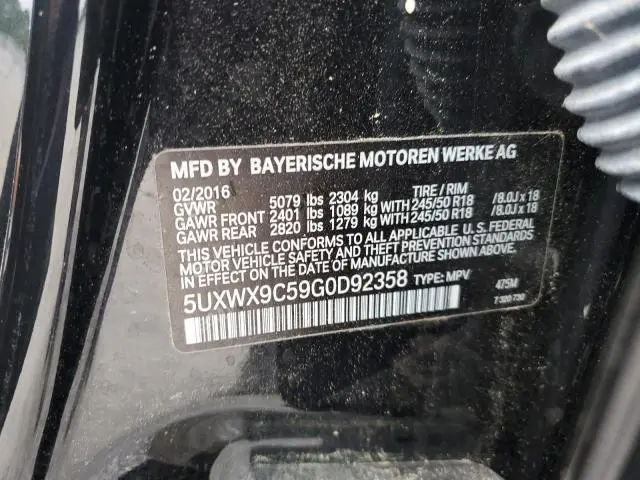 MFD BY BAYERISCHE MOTOREN WERKE AG
02/2016 TIRE / RIM
GVWR 5079 lbs 2304 kg
GAWR FRONT 2401 lbs 1089 kg WITH 245/50 R18 /8.0J x 18
GAWR REAR 2820 lbs 1279 kg WITH 245/50 R18 /8.0J x 18
THIS VEHICLE CONFORMS TO ALL APPLICABLE U. S. FEDERAL
MOTOR VEHICLE SAFETY AND THEFT PREVENTION STANDARDS
IN EFFECT ON THE DATE OF MANUFACTURE SHOWN ABOVE.
5UXWX9C59G0D92358 TYPE: MPV 475M
7 320 730